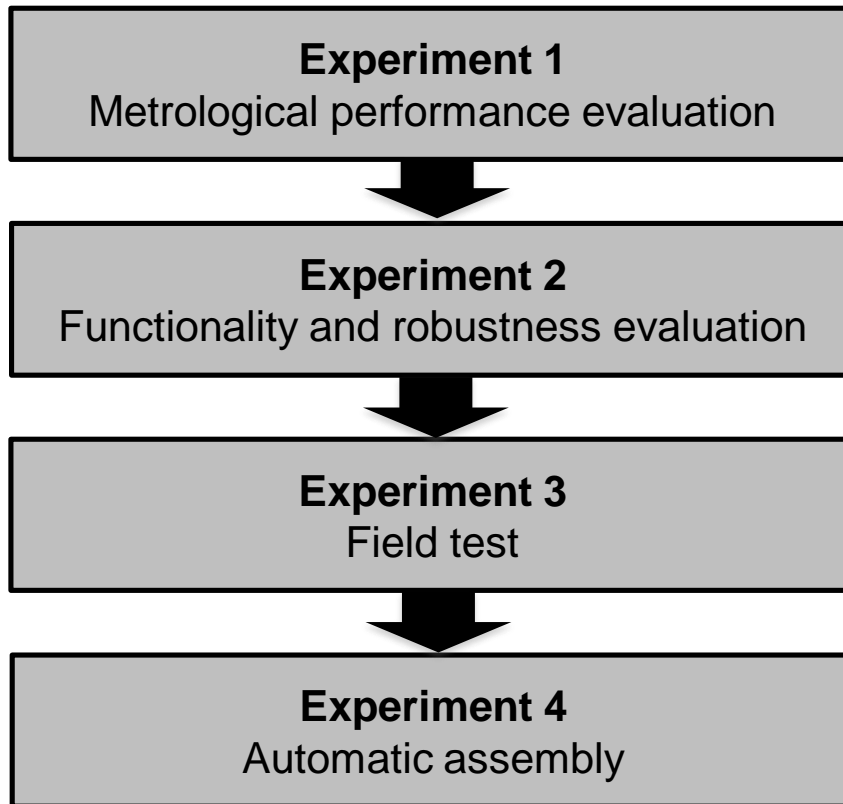 Experiment 1
Metrological performance evaluation
Experiment 2
Functionality and robustness evaluation
Experiment 3
Field test
Experiment 4
Automatic assembly